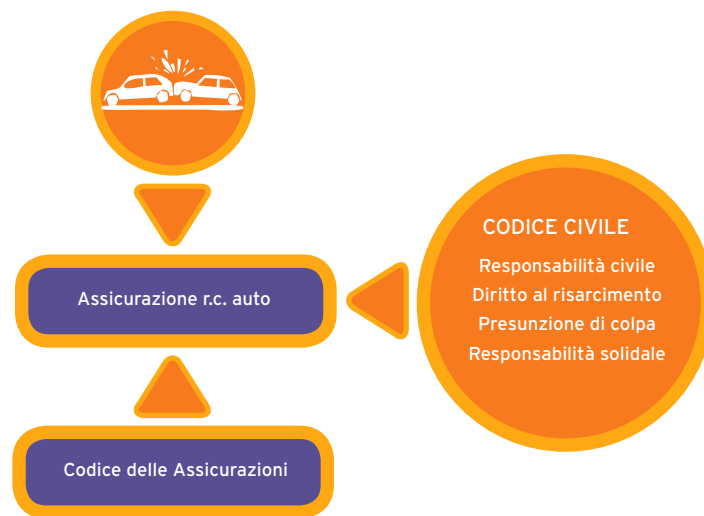 CODICE CIVILE
Responsabilità civile
Diritto al risarcimento
Presunzione di colpa
Responsabilità solidale
Assicurazione r.c. auto
Codice delle Assicurazioni